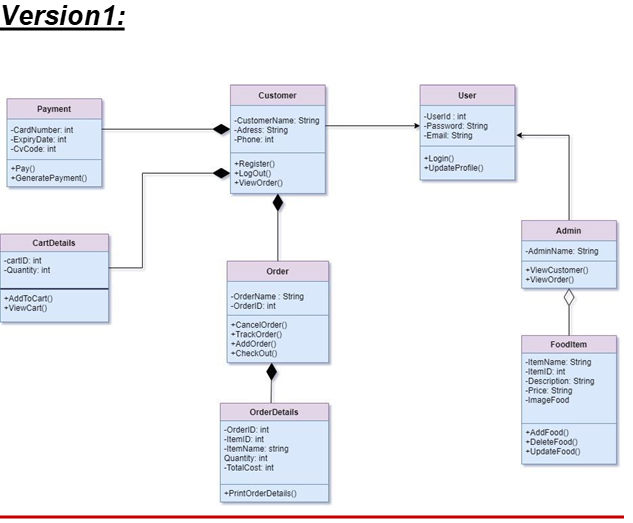 Version1:
Payment
-CardNumber: int
-ExpiryDate: int
-CvCode: int
+Pay()
+GeneratePayment()
Customer
-CustomerName: String
-Adress: String
-Phone: int
+Register()
+LogOut()
+ViewOrder()
User
-UserId : int
-Password: String
-Email: String
+Login()
+UpdateProfile()
CartDetails
-cartID: int
-Quantity: int
+AddToCart()
+ViewCart()
Order
-OrderName : String
-OrderID: int
+CancelOrder()
+TrackOrder()
+AddOrder()
+CheckOut()
Admin
-AdminName: String
+ViewCustomer()
+ViewOrder()
OrderDetails
-OrderID: int
-ItemID: int
-ItemName: string
Quantity: int
-TotalCost: int
+PrintOrderDetails()
FoodItem
-ItemName: String
-ItemID: int
-Description: String
-Price: String
-ImageFood
+AddFood()
+DeleteFood()
+UpdateFood()